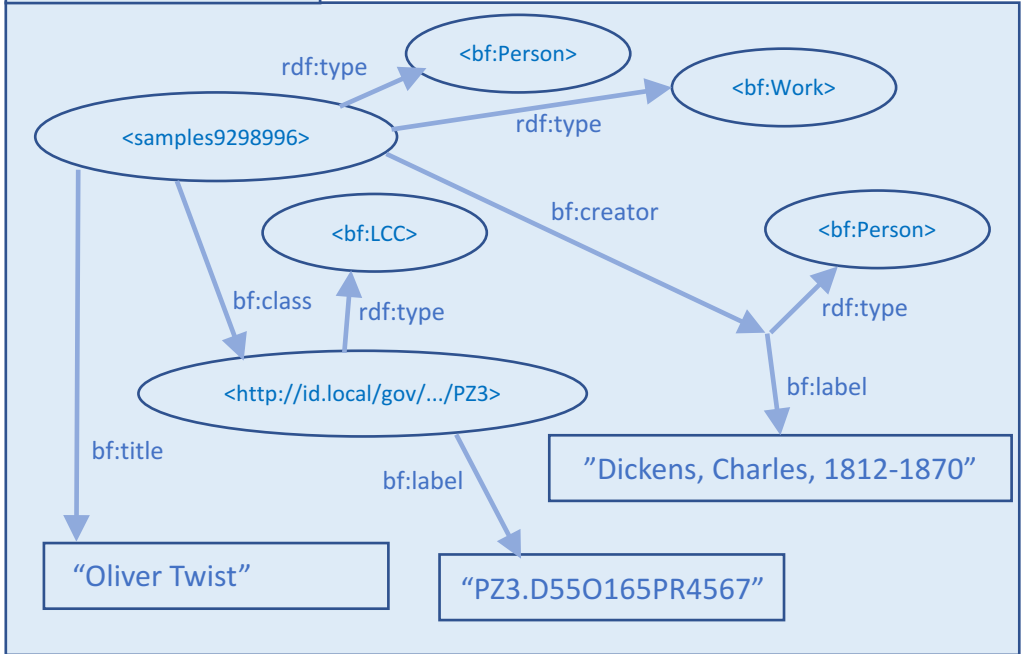 <bf:Person>
rdf:type
<bf:Work>
rdf:type
<samples9298996>
bf:creator
<bf:LCC>
<bf:Person>
bf:class
rdf:type
rdf:type
<http://id.local/gov/.../PZ3>
bf:label
bf:title
”Dickens, Charles, 1812-1870”
bf:label
“Oliver Twist”
“PZ3.D55O165PR4567”